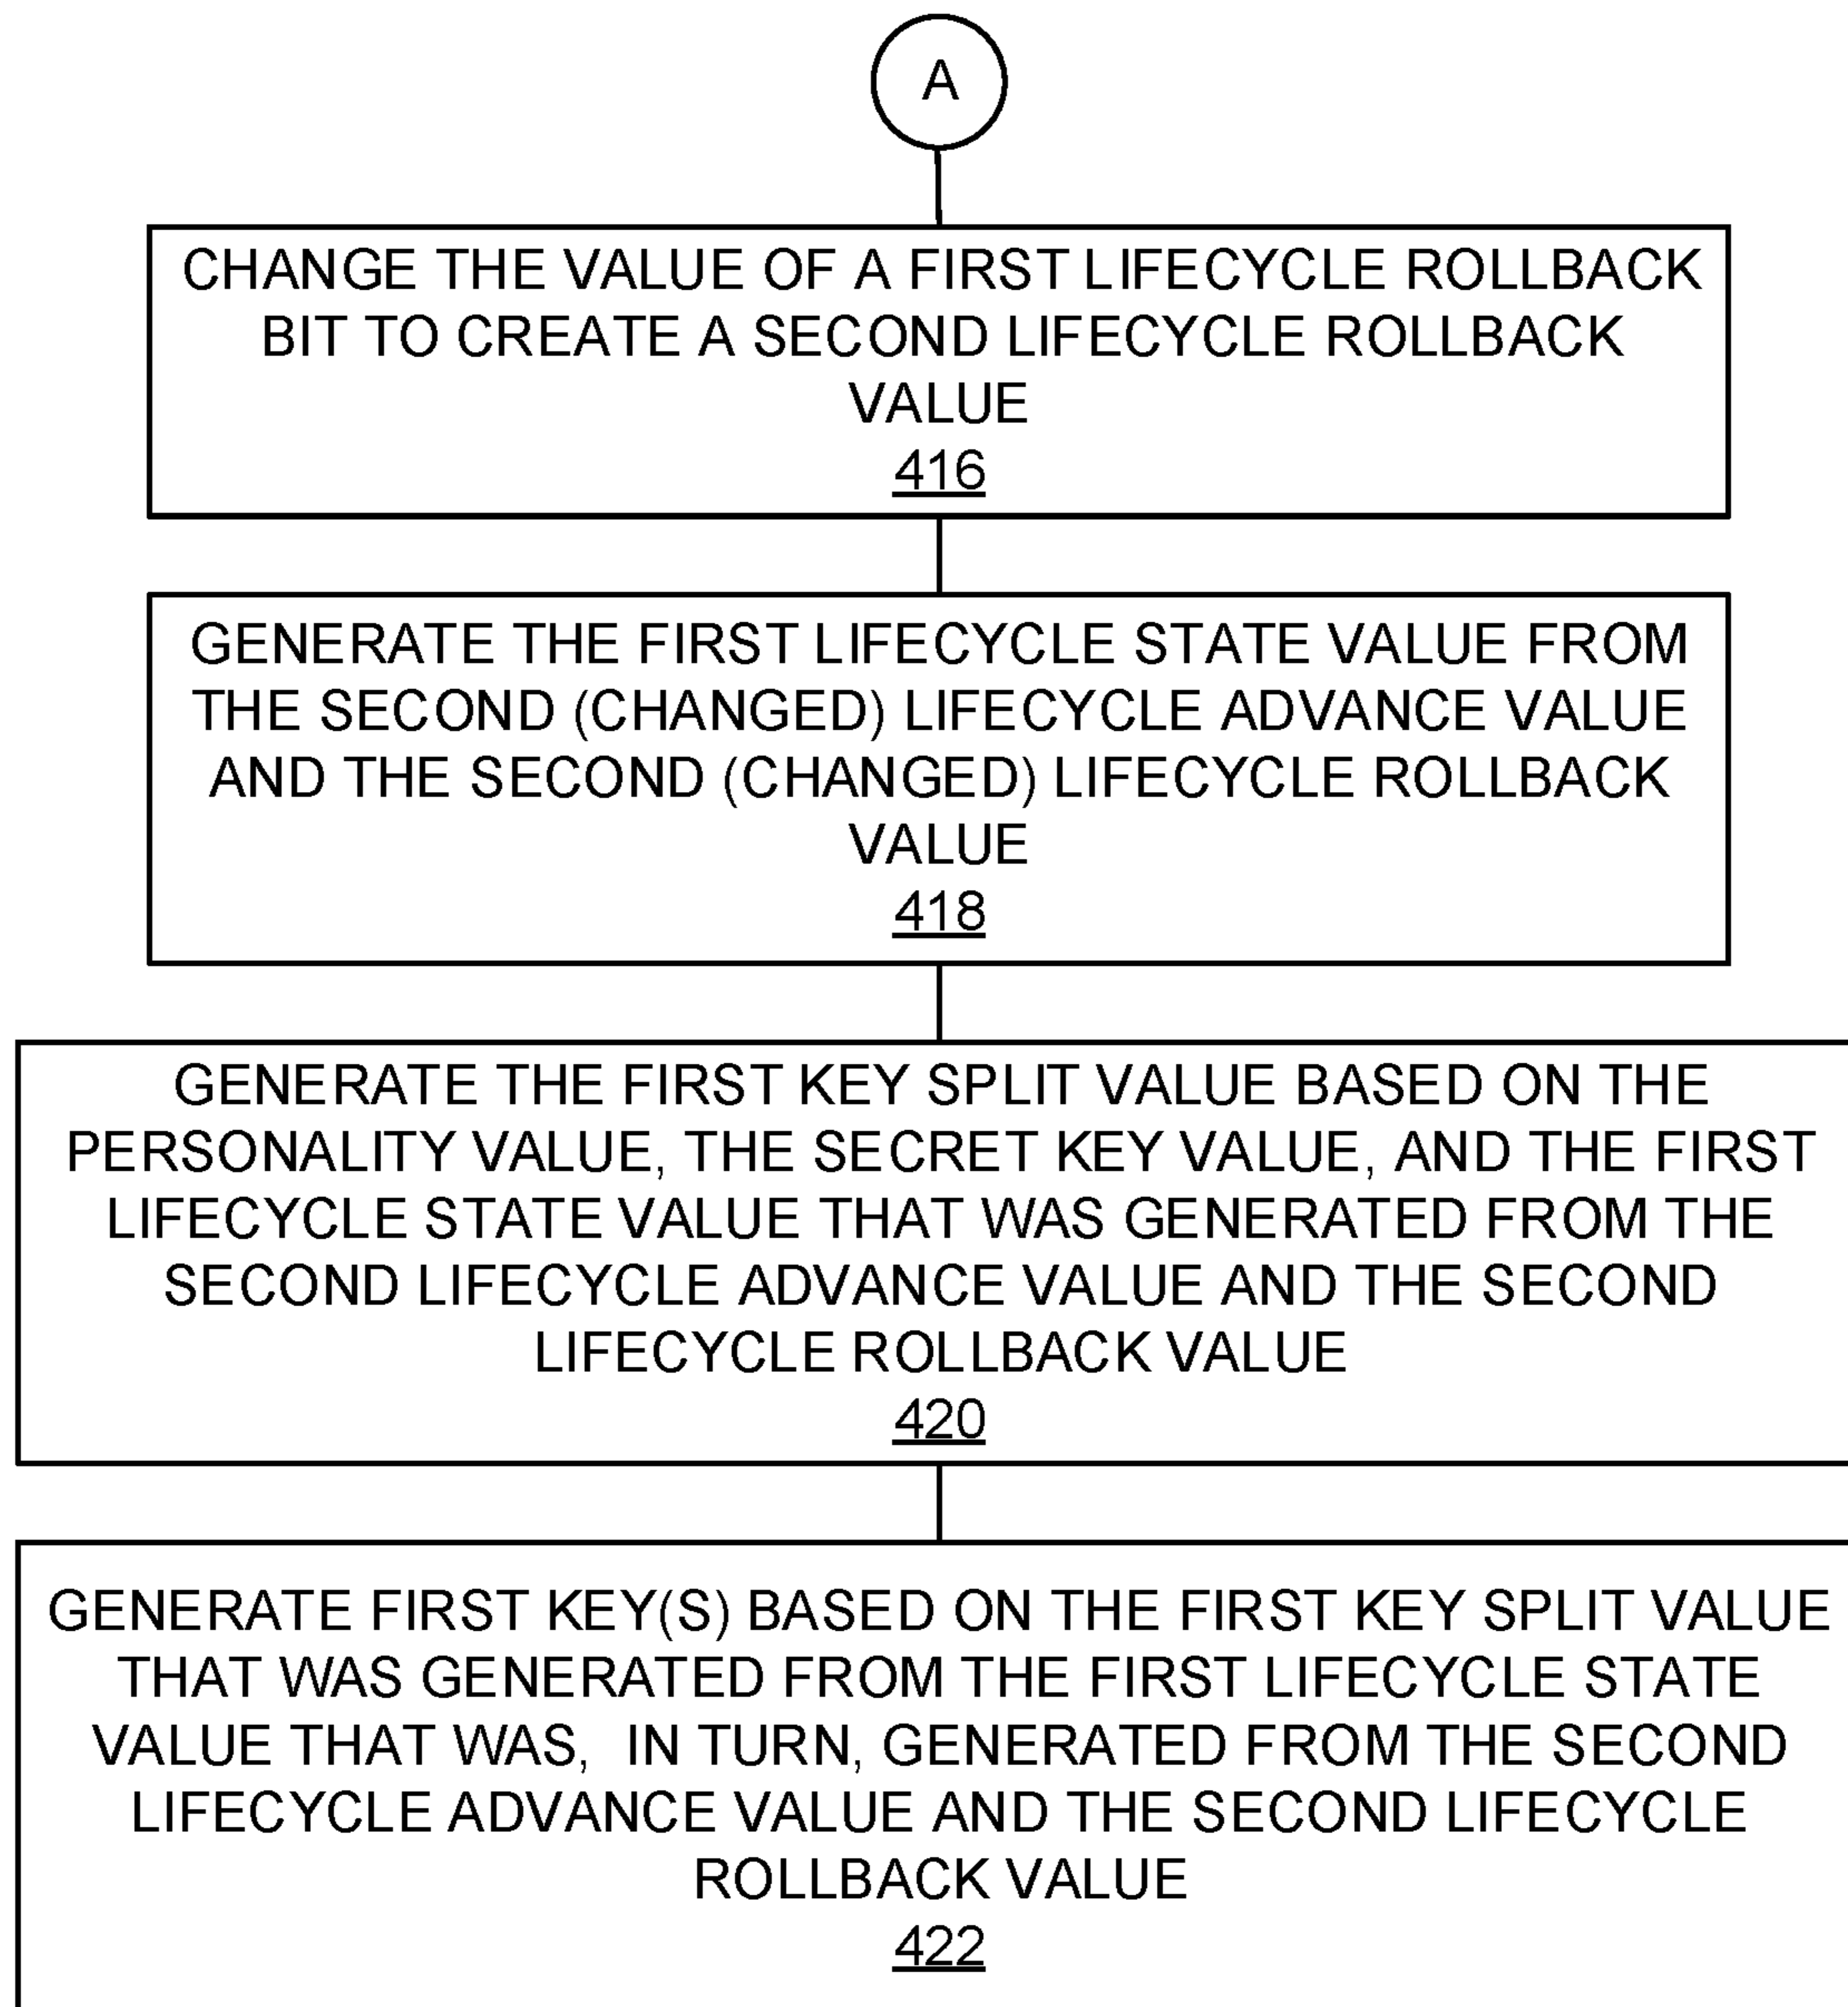 A
CHANGE THE VALUE OF A FIRST LIFECYCLE ROLLBACK
BIT TO CREATE A SECOND LIFECYCLE ROLLBACK
VALUE
416
GENERATE THE FIRST LIFECYCLE STATE VALUE FROM
THE SECOND (CHANGED) LIFECYCLE ADVANCE VALUE
AND THE SECOND (CHANGED) LIFECYCLE ROLLBACK
VALUE
418
GENERATE THE FIRST KEY SPLIT VALUE BASED ON THE
PERSONALITY VALUE, THE SECRET KEY VALUE, AND THE FIRST
LIFECYCLE STATE VALUE THAT WAS GENERATED FROM THE
SECOND LIFECYCLE ADVANCE VALUE AND THE SECOND
LIFECYCLE ROLLBACK VALUE
420
GENERATE FIRST KEY(S) BASED ON THE FIRST KEY SPLIT VALUE
THAT WAS GENERATED FROM THE FIRST LIFECYCLE STATE
VALUE THAT WAS, IN TURN, GENERATED FROM THE SECOND
LIFECYCLE ADVANCE VALUE AND THE SECOND LIFECYCLE
ROLLBACK VALUE
422